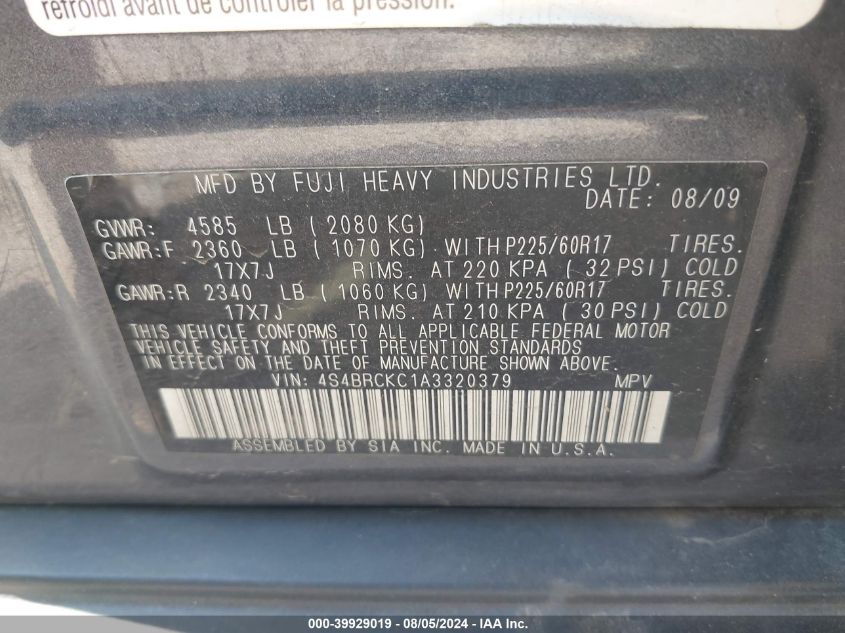 refroidi avant de contrôler la pression.
MFD BY FUJI HEAVY INDUSTRIES LTD.
DATE: 08/09
GVWR: 4585 LB ( 2080 KG)
GAWR:F 2360 LB ( 1070 KG) WITH P225/60R17 TIRES.
17X7J RIMS. AT 220 KPA ( 32 PSI) COLD
GAWR:R 2340 LB ( 1060 KG) WITH P225/60R17 TIRES.
17X7J RIMS. AT 210 KPA ( 30 PSI) COLD
THIS VEHICLE CONFORMS TO ALL APPLICABLE FEDERAL MOTOR
VEHICLE SAFETY AND THEFT PREVENTION STANDARDS
IN EFFECT ON THE DATE OF MANUFACTURE SHOWN ABOVE.
VIN: 4S4BRCKC1A3320379 MPV
ASSEMBLED BY SIA INC. MADE IN U.S.A.
000-39929019 - 08/05/2024 - IAA Inc.